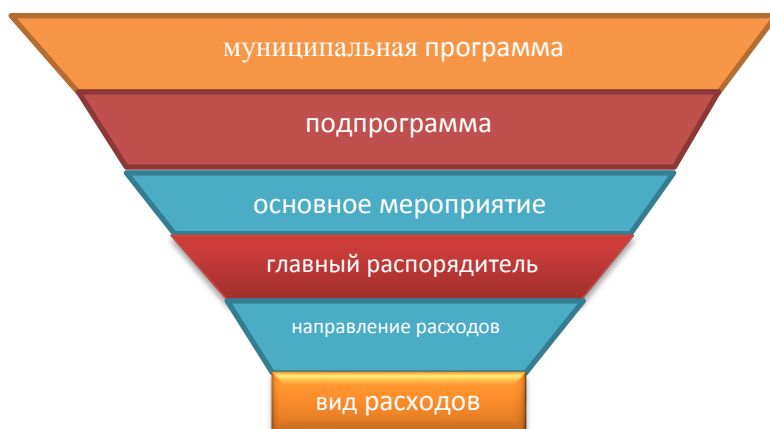 муниципальная программа
подпрограмма
основное мероприятие
главный распорядитель
направление расходов
вид расходов